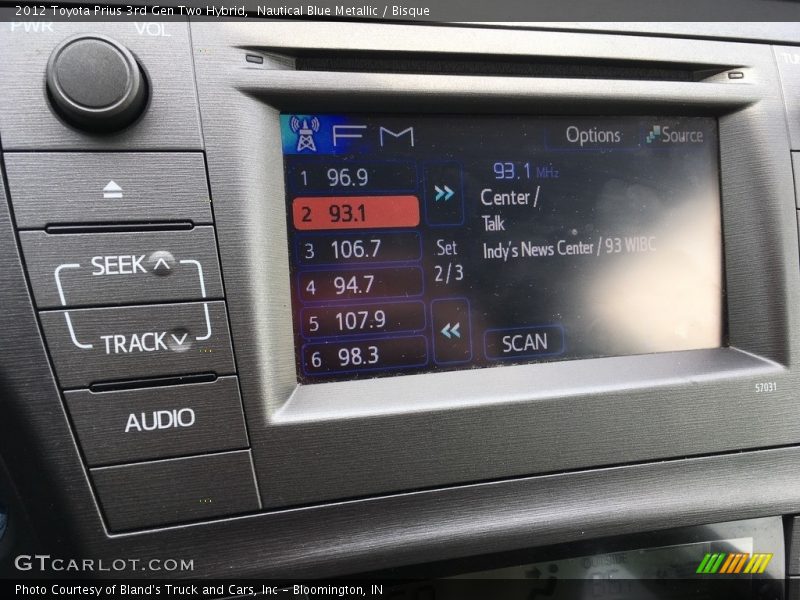 2012 Toyota Prius 3rd Gen Two Hybrid, Nautical Blue Metallic / Bisque
PWR VOL
TU
FM
Options
Source
1 96.9
2 93.1
3 106.7
4 94.7
5 107.9
6 98.3
Set
2/3
93.1 MHz
Center /
Talk
Indy's News Center / 93 WIBC
SCAN
SEEK
TRACK
AUDIO
57031
GTCARLOT.COM
Photo Courtesy of Bland's Truck and Cars, Inc - Bloomington, IN